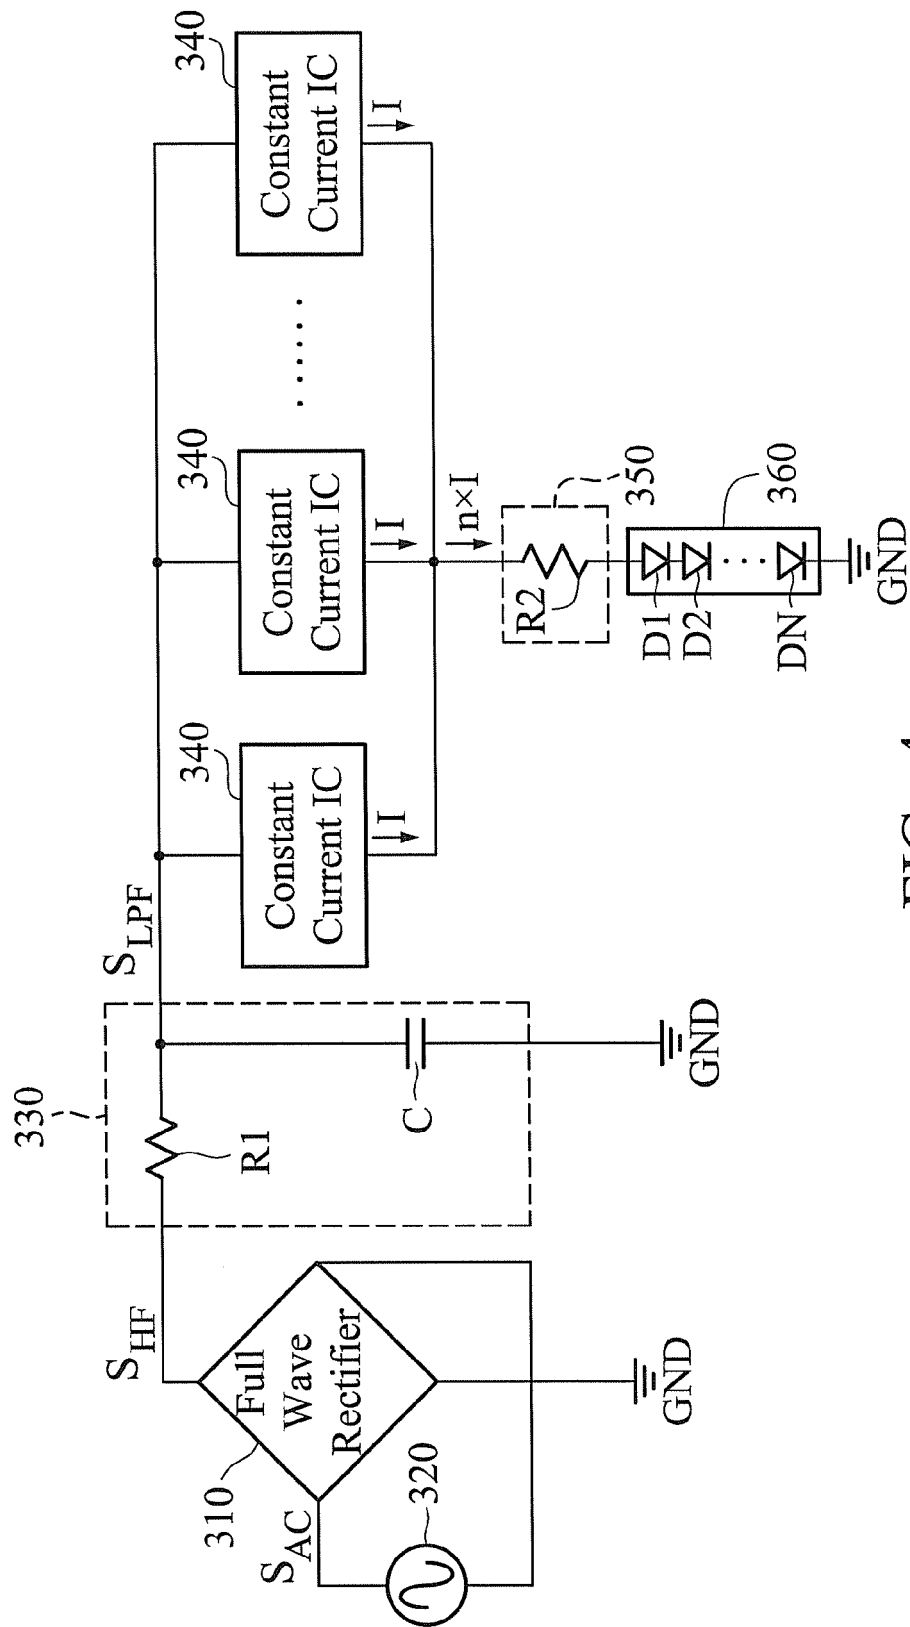 340
340
340
Constant
Current IC
Constant
Current IC
Constant
Current IC
......
I
I
I
n×I
S_LPF
330
R1
C
GND
S_HF
Full
Wave
Rectifier
310
S_AC
320
GND
350
R2
360
D1
D2
DN
GND